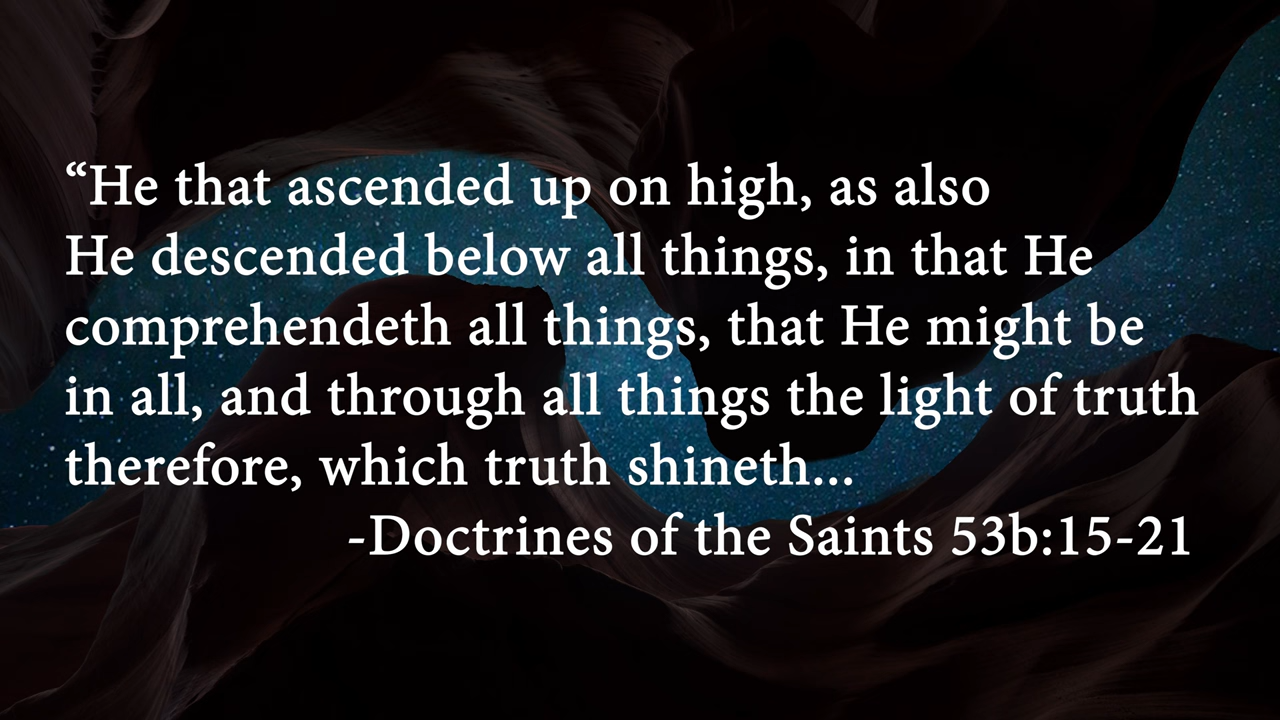 “He that ascended up on high, as also
He descended below all things, in that He
comprehendeth all things, that He might be
in all, and through all things the light of truth
therefore, which truth shineth...
-Doctrines of the Saints 53b:15-21